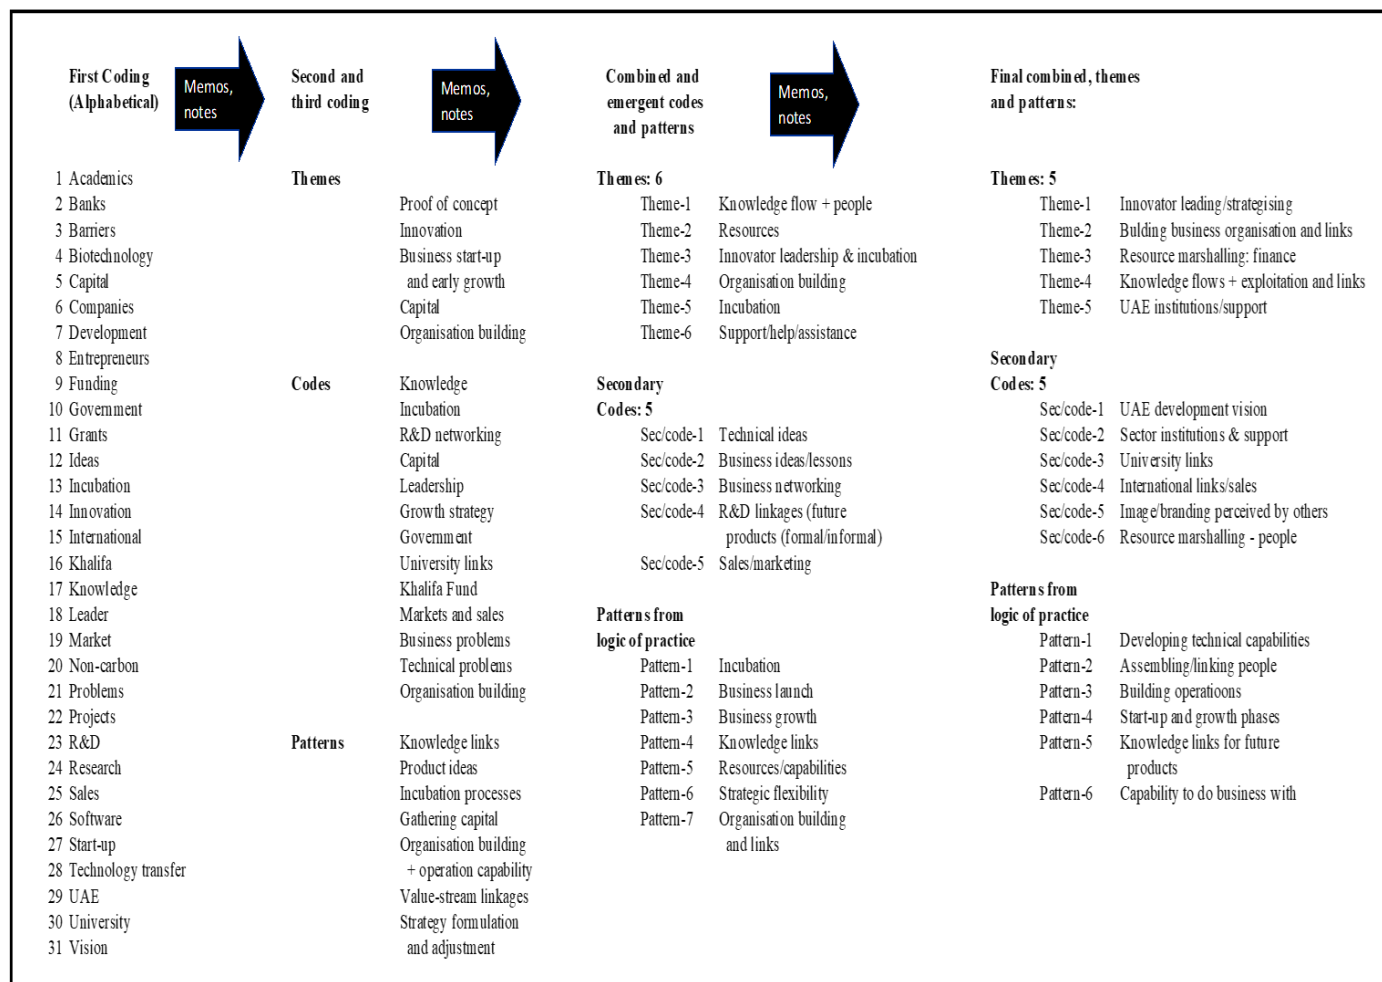 First Coding
(Alphabetical)
Memos,
notes
Second and
third coding
Memos,
notes
Combined and
emergent codes
and patterns
Memos,
notes
Final combined, themes
and patterns:
1 Academics
2 Banks
3 Barriers
4 Biotechnology
5 Capital
6 Companies
7 Development
8 Entrepreneurs
9 Funding
10 Government
11 Grants
12 Ideas
13 Incubation
14 Innovation
15 International
16 Khalifa
17 Knowledge
18 Leader
19 Market
20 Non-carbon
21 Problems
22 Projects
23 R&D
24 Research
25 Sales
26 Software
27 Start-up
28 Technology transfer
29 UAE
30 University
31 Vision
Themes
Proof of concept
Innovation
Business start-up
and early growth
Capital
Organisation building
Codes Knowledge
Incubation
R&D networking
Capital
Leadership
Growth strategy
Government
University links
Khalifa Fund
Markets and sales
Business problems
Technical problems
Organisation building
Patterns Knowledge links
Product ideas
Incubation processes
Gathering capital
Organisation building
+ operation capability
Value-stream linkages
Strategy formulation
and adjustment
Themes: 6
Theme-1 Knowledge flow + people
Theme-2 Resources
Theme-3 Innovator leadership & incubation
Theme-4 Organisation building
Theme-5 Incubation
Theme-6 Support/help/assistance
Secondary
Codes: 5
Sec/code-1 Technical ideas
Sec/code-2 Business ideas/lessons
Sec/code-3 Business networking
Sec/code-4 R&D linkages (future
products (formal/informal)
Sec/code-5 Sales/marketing
Patterns from
logic of practice
Pattern-1 Incubation
Pattern-2 Business launch
Pattern-3 Business growth
Pattern-4 Knowledge links
Pattern-5 Resources/capabilities
Pattern-6 Strategic flexibility
Pattern-7 Organisation building
and links
Themes: 5
Theme-1 Innovator leading/strategising
Theme-2 Bulding business organisation and links
Theme-3 Resource marshalling: finance
Theme-4 Knowledge flows + exploitation and links
Theme-5 UAE institutions/support
Secondary
Codes: 5
Sec/code-1 UAE development vision
Sec/code-2 Sector institutions & support
Sec/code-3 University links
Sec/code-4 International links/sales
Sec/code-5 Image/branding perceived by others
Sec/code-6 Resource marshalling - people
Patterns from
logic of practice
Pattern-1 Developing technical capabilities
Pattern-2 Assembling/linking people
Pattern-3 Building operatioons
Pattern-4 Start-up and growth phases
Pattern-5 Knowledge links for future
products
Pattern-6 Capability to do business with